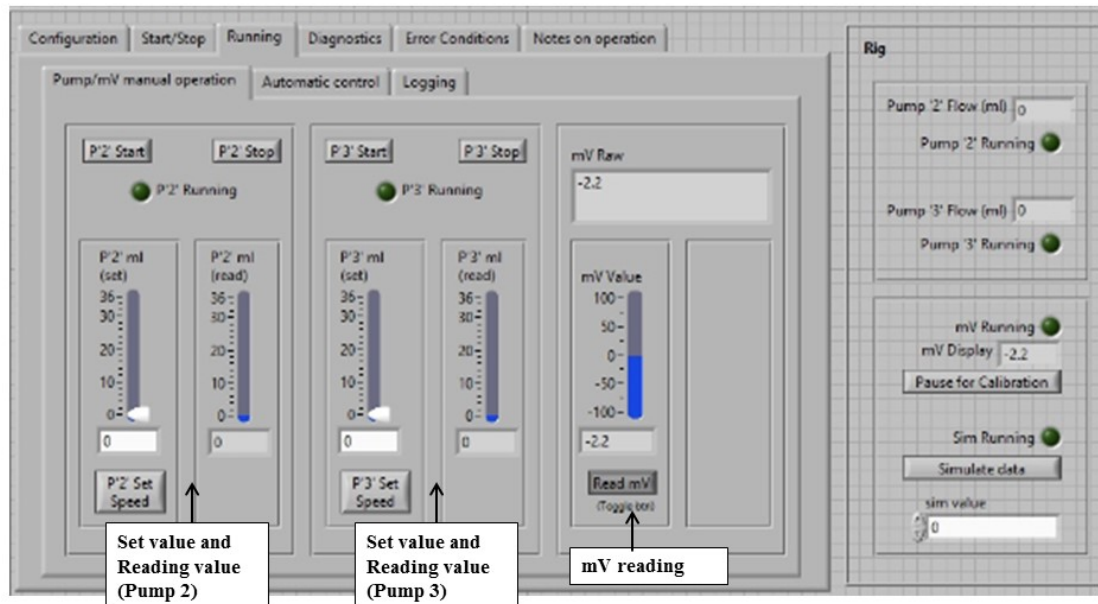 Configuration
Start/Stop
Running
Diagnostics
Error Conditions
Notes on operation
Pump/mV manual operation
Automatic control
Logging
P'2' Start
P'2' Stop
P'2' Running
P'2' ml
(set)
36
30
20
10
0
0
P'2' Set
Speed
P'2' ml
(read)
36
30
20
10
0
0
Set value and
Reading value
(Pump 2)
P'3' Start
P'3' Stop
P'3' Running
P'3' ml
(set)
36
30
20
10
0
0
P'3' Set
Speed
P'3' ml
(read)
36
30
20
10
0
0
Set value and
Reading value
(Pump 3)
mV Raw
-2.2
mV Value
100
50
0
-50
-100
-2.2
Read mV
(Toggle btn)
mV reading
Rig
Pump '2' Flow (ml) 0
Pump '2' Running
Pump '3' Flow (ml) 0
Pump '3' Running
mV Running
mV Display -2.2
Pause for Calibration
Sim Running
Simulate data
sim value
0